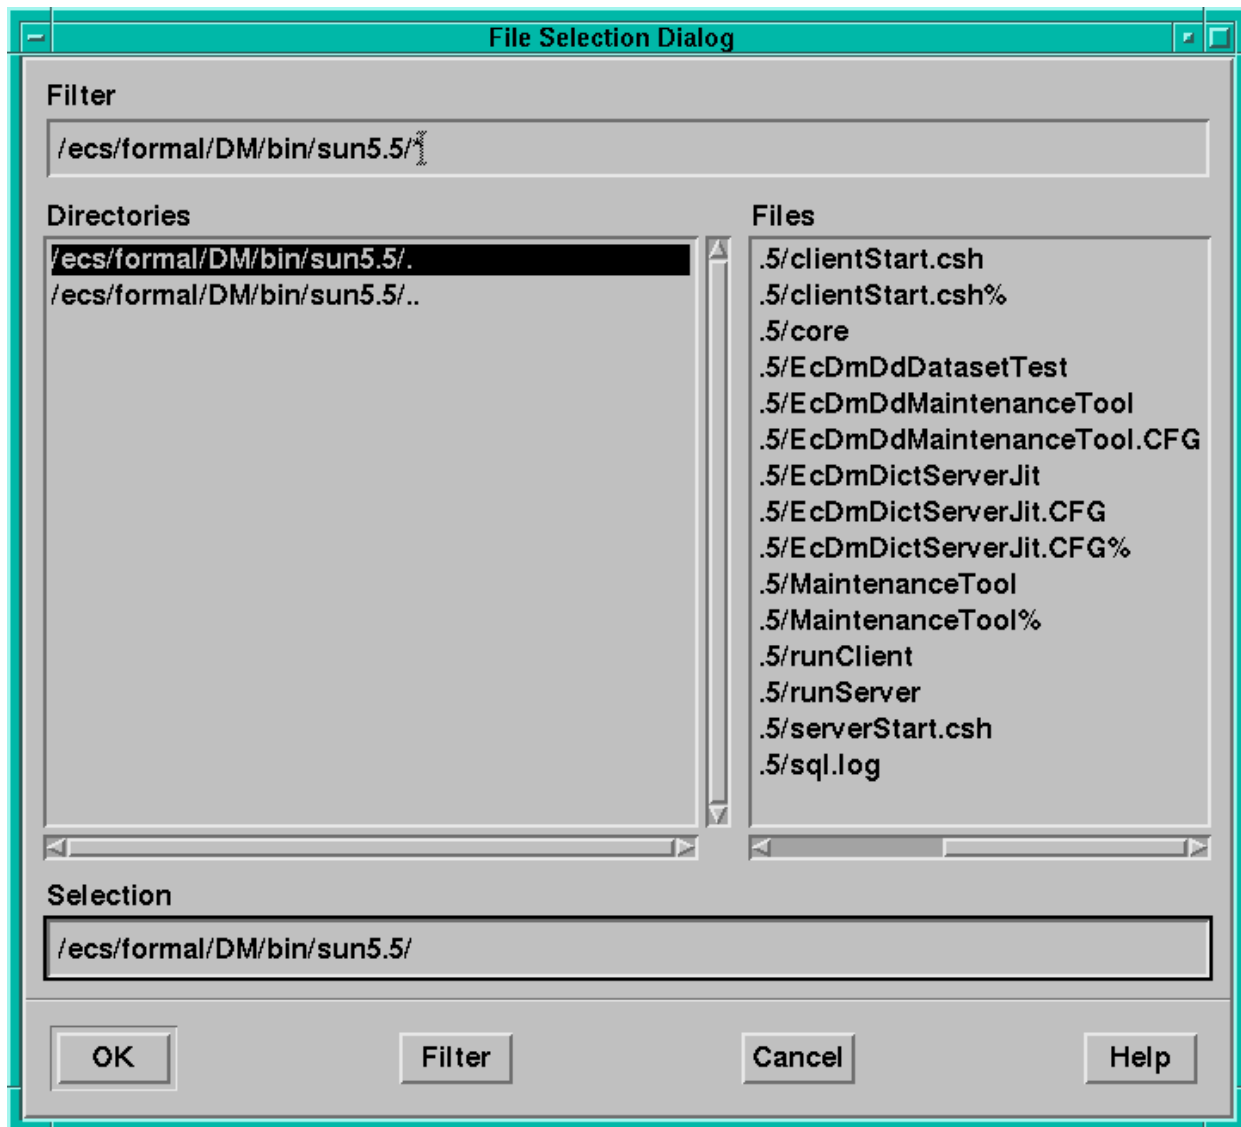 File Selection Dialog
Filter
/ecs/formal/DM/bin/sun5.5/*
Directories
/ecs/formal/DM/bin/sun5.5/.
/ecs/formal/DM/bin/sun5.5/..
Files
.5/clientStart.csh
.5/clientStart.csh%
.5/core
.5/EcDmDdDatasetTest
.5/EcDmDdMaintenanceTool
.5/EcDmDdMaintenanceTool.CFG
.5/EcDmDictServerJit
.5/EcDmDictServerJit.CFG
.5/EcDmDictServerJit.CFG%
.5/MaintenanceTool
.5/MaintenanceTool%
.5/runClient
.5/runServer
.5/serverStart.csh
.5/sql.log
Selection
/ecs/formal/DM/bin/sun5.5/
OK Filter Cancel Help